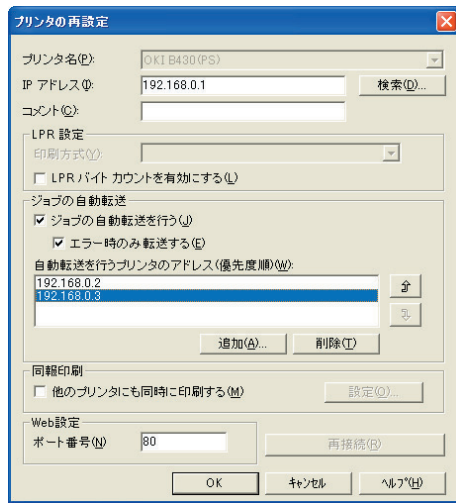 プリンタの再設定
プリンタ名(P): OKI B430(PS)
IP アドレス(I): 192.168.0.1 検索(D)...
コメント(C):
LPR 設定
印刷方式(Y):
LPR バイト カウントを有効にする(L)
ジョブの自動転送
ジョブの自動転送を行う(J)
エラー時のみ転送する(E)
自動転送を行うプリンタのアドレス(優先度順)(W):
192.168.0.2
192.168.0.3
追加(A)... 削除(T)
同報印刷
他のプリンタにも同時に印刷する(M) 設定(O)...
Web設定
ポート番号(N) 80 再接続(R)
OK キャンセル ヘルプ(H)